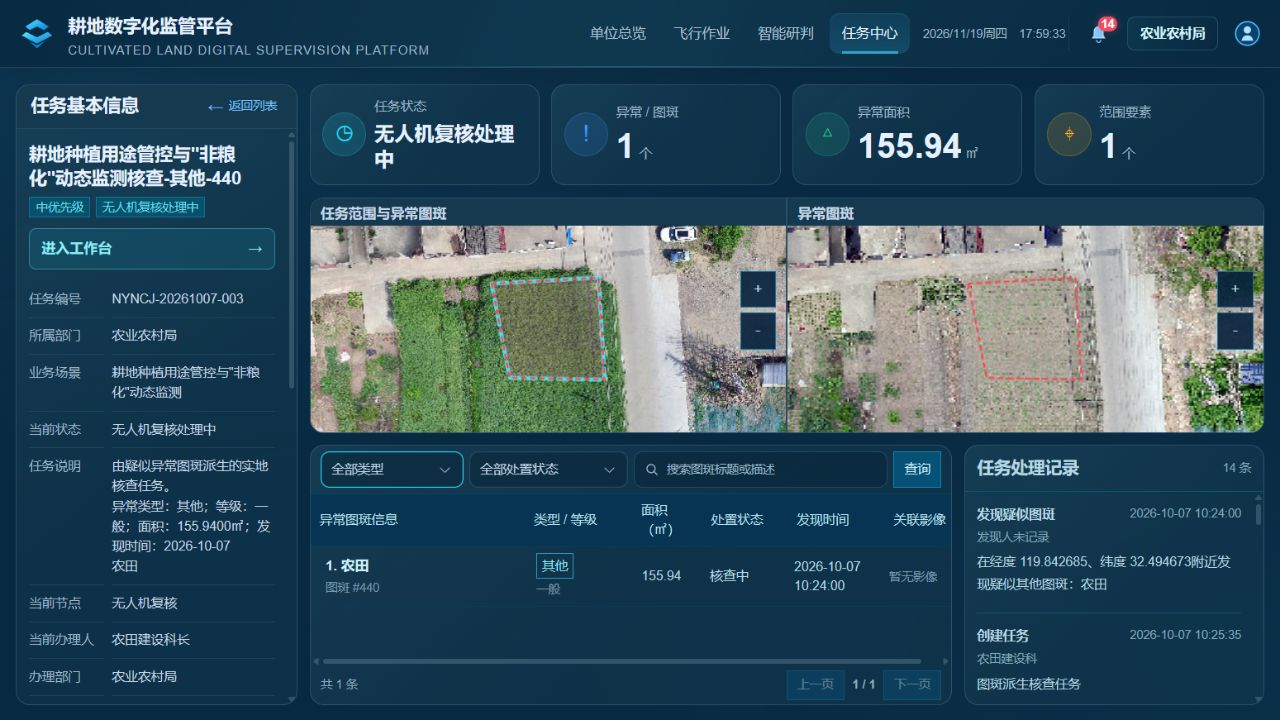 耕地数字化监管平台
CULTIVATED LAND DIGITAL SUPERVISION PLATFORM
单位总览
飞行作业
智能研判
任务中心
2026/11/19周四 17:59:33
14
农业农村局
任务基本信息
← 返回列表
耕地种植用途管控与"非粮
化"动态监测核查-其他-440
中优先级
无人机复核处理中
进入工作台 →
任务编号 NYNCJ-20261007-003
所属部门 农业农村局
业务场景 耕地种植用途管控与"非粮
化"动态监测
当前状态 无人机复核处理中
任务说明 由疑似异常图斑派生的实地
核查任务。
异常类型：其他；等级：一
般；面积：155.9400㎡；发
现时间：2026-10-07
农田
当前节点 无人机复核
当前办理人 农田建设科长
办理部门 农业农村局
任务状态
无人机复核处理
中
异常 / 图斑
1 个
异常面积
155.94 ㎡
范围要素
1 个
任务范围与异常图斑
+
-
异常图斑
+
-
全部类型
全部处置状态
搜索图斑标题或描述
查询
异常图斑信息
类型 / 等级
面积
（㎡）
处置状态
发现时间
关联影像
1. 农田
图斑 #440
其他
一般
155.94
核查中
2026-10-07
10:24:00
暂无影像
共 1 条
上一页
1 / 1
下一页
任务处理记录
14 条
发现疑似图斑 2026-10-07 10:24:00
发现人未记录
在经度 119.842685、纬度 32.494673附近发
现疑似其他图斑：农田
创建任务 2026-10-07 10:25:35
农田建设科
图斑派生核查任务